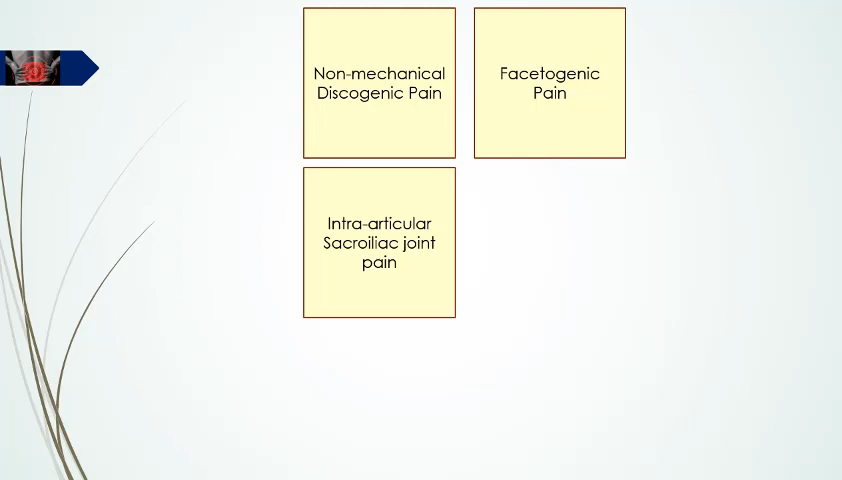 Non-mechanical
Discogenic Pain
Facetogenic
Pain
Intra-articular
Sacroiliac joint
pain